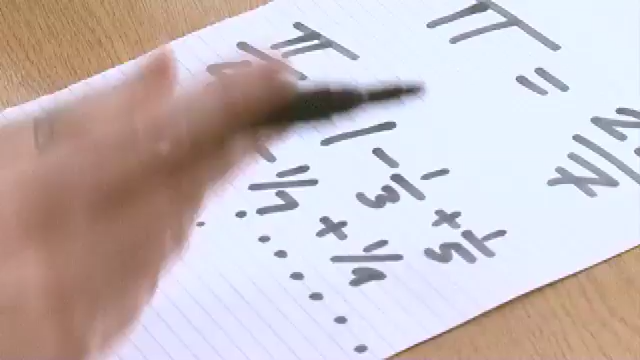 π =
π
1 - 1/3 + 1/5
1/7 + 1/9
.......